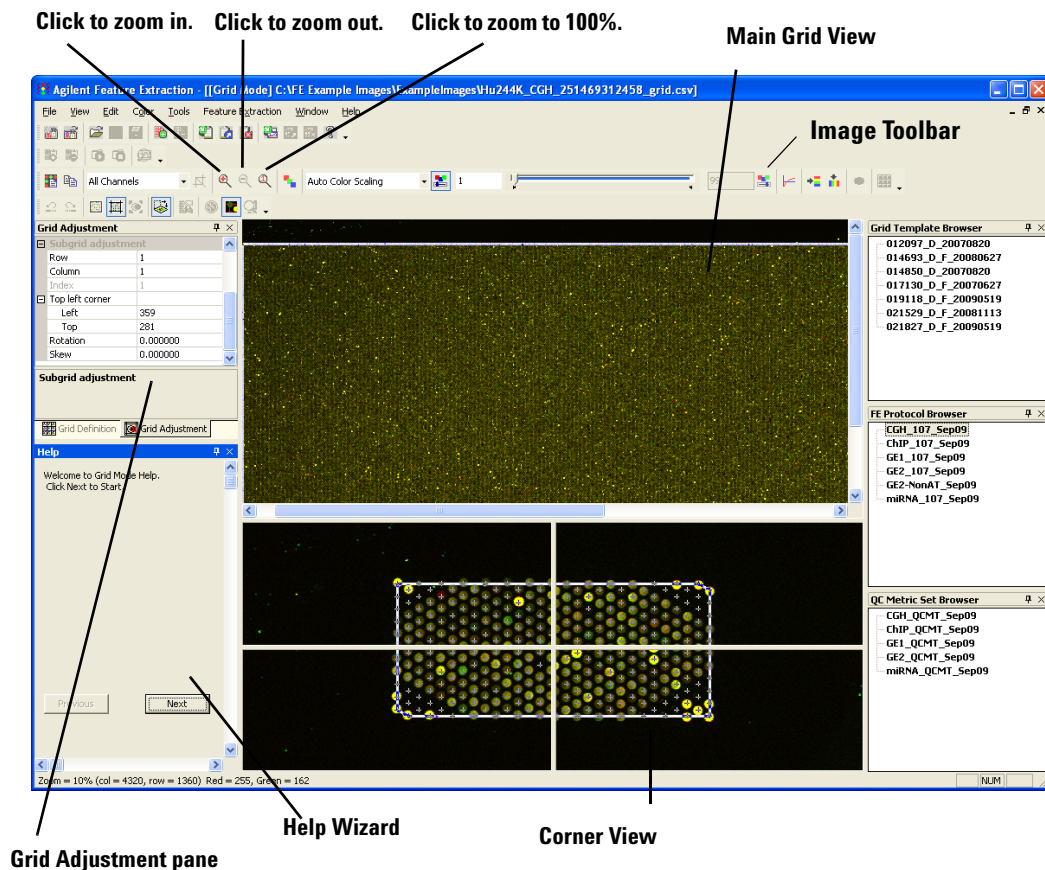 Click to zoom in. Click to zoom out. Click to zoom to 100%.
Main Grid View
Agilent Feature Extraction - [[Grid Mode] C:\FE Example Images\ExampleImages\Hu244K_CGH_251469312458_grid.csv]
File View Edit Color Tools Feature Extraction Window Help
Image Toolbar
All Channels Auto Color Scaling 1 99
Grid Adjustment
Subgrid adjustment
Row 1
Column 1
Index 1
Top left corner
Left 359
Top 281
Rotation 0.000000
Skew 0.000000
Subgrid adjustment
Grid Definition Grid Adjustment
Help
Welcome to Grid Mode Help.
Click Next to Start
Previous Next
Grid Template Browser
012097_D_20070820
014693_D_F_20080627
014850_D_20070820
017130_D_F_20070627
019118_D_F_20090519
021529_D_F_20081113
021827_D_F_20090519
FE Protocol Browser
CGH_107_Sep09
ChIP_107_Sep09
GE1_107_Sep09
GE2_107_Sep09
GE2-NonAT_Sep09
miRNA_107_Sep09
QC Metric Set Browser
CGH_QCMT_Sep09
ChIP_QCMT_Sep09
GE1_QCMT_Sep09
GE2_QCMT_Sep09
miRNA_QCMT_Sep09
Zoom = 10% (col = 4320, row = 1360) Red = 255, Green = 162
NUM
Help Wizard
Corner View
Grid Adjustment pane